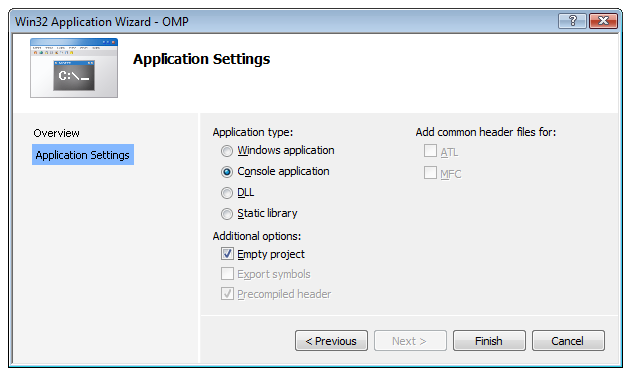 Win32 Application Wizard - OMP
C:\_
Application Settings
Overview
Application Settings
Application type:
Windows application
Console application
DLL
Static library
Additional options:
Empty project
Export symbols
Precompiled header
Add common header files for:
ATL
MFC
< Previous
Next >
Finish
Cancel